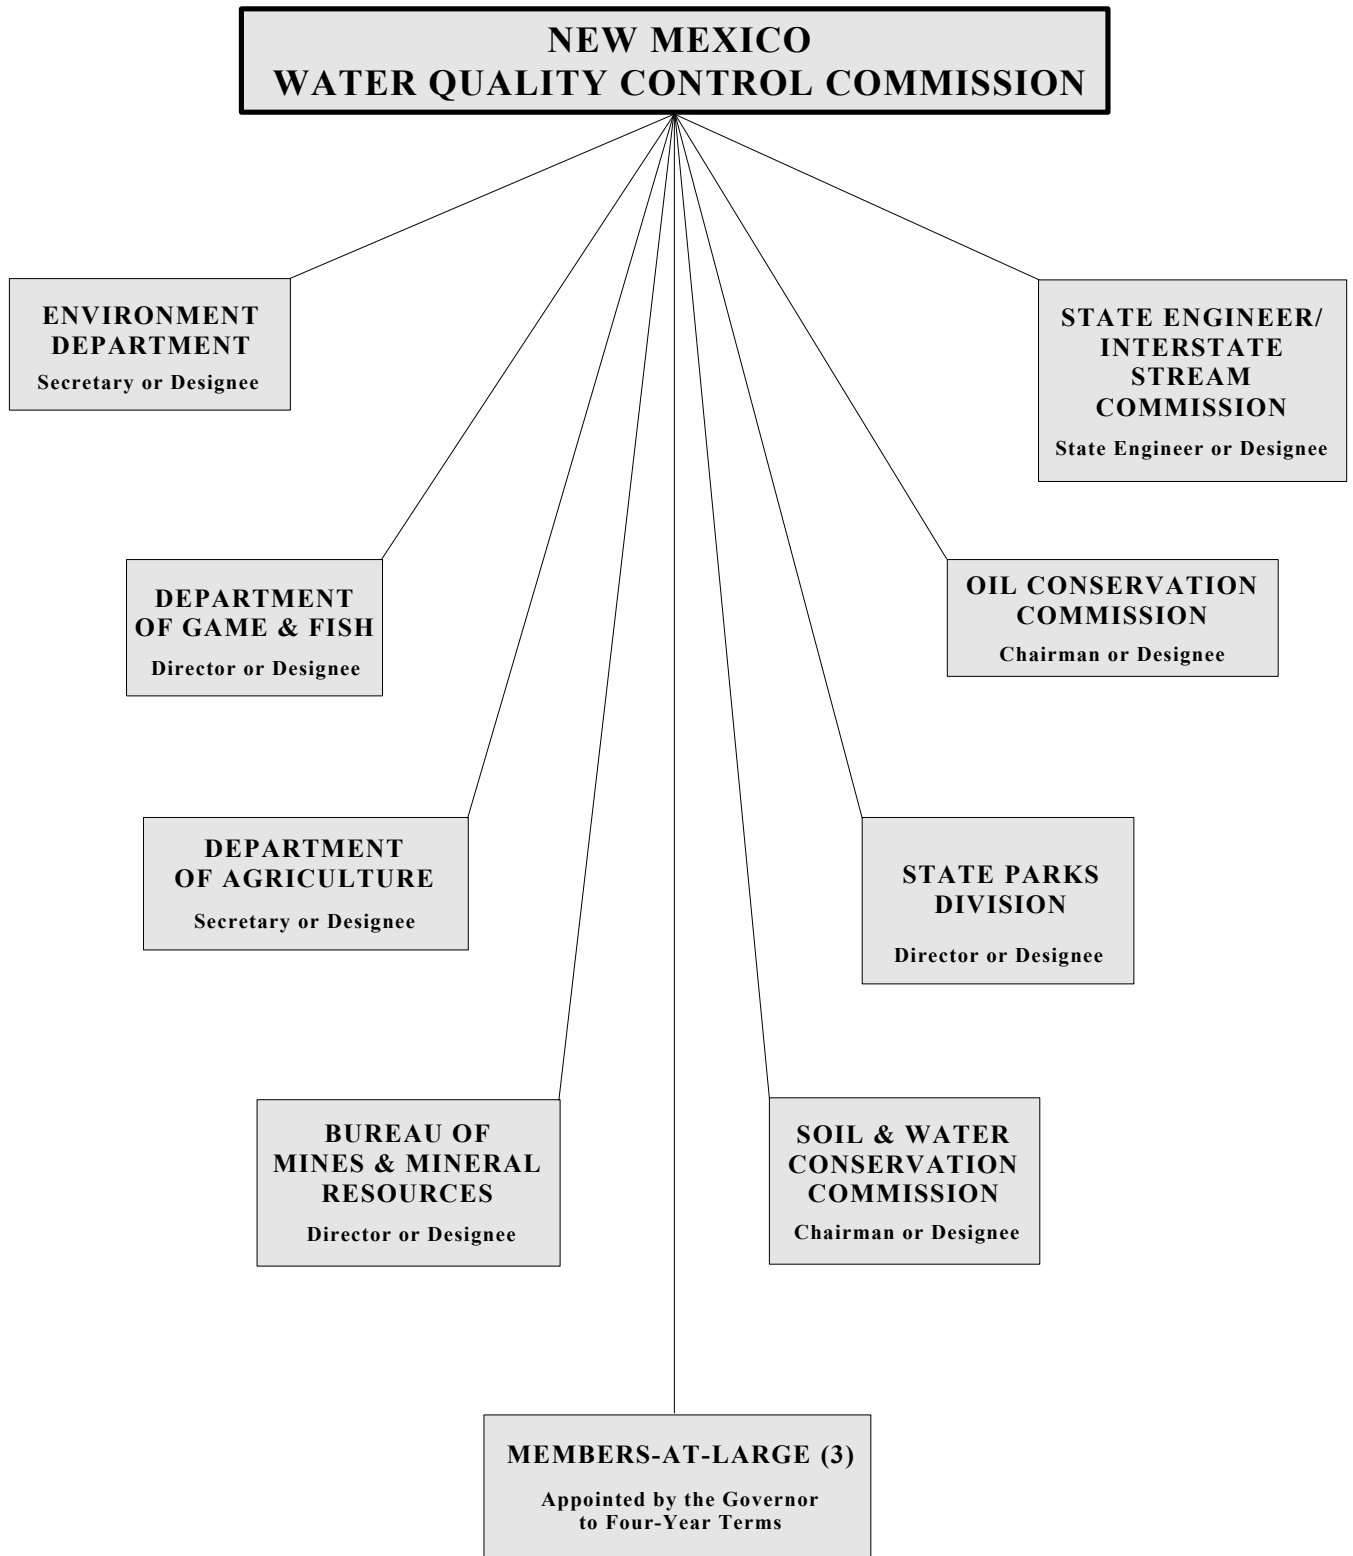 NEW MEXICO
WATER QUALITY CONTROL COMMISSION
ENVIRONMENT
DEPARTMENT
Secretary or Designee
STATE ENGINEER/
INTERSTATE
STREAM
COMMISSION
State Engineer or Designee
DEPARTMENT
OF GAME & FISH
Director or Designee
OIL CONSERVATION
COMMISSION
Chairman or Designee
DEPARTMENT
OF AGRICULTURE
Secretary or Designee
STATE PARKS
DIVISION
Director or Designee
BUREAU OF
MINES & MINERAL
RESOURCES
Director or Designee
SOIL & WATER
CONSERVATION
COMMISSION
Chairman or Designee
MEMBERS-AT-LARGE (3)
Appointed by the Governor
to Four-Year Terms